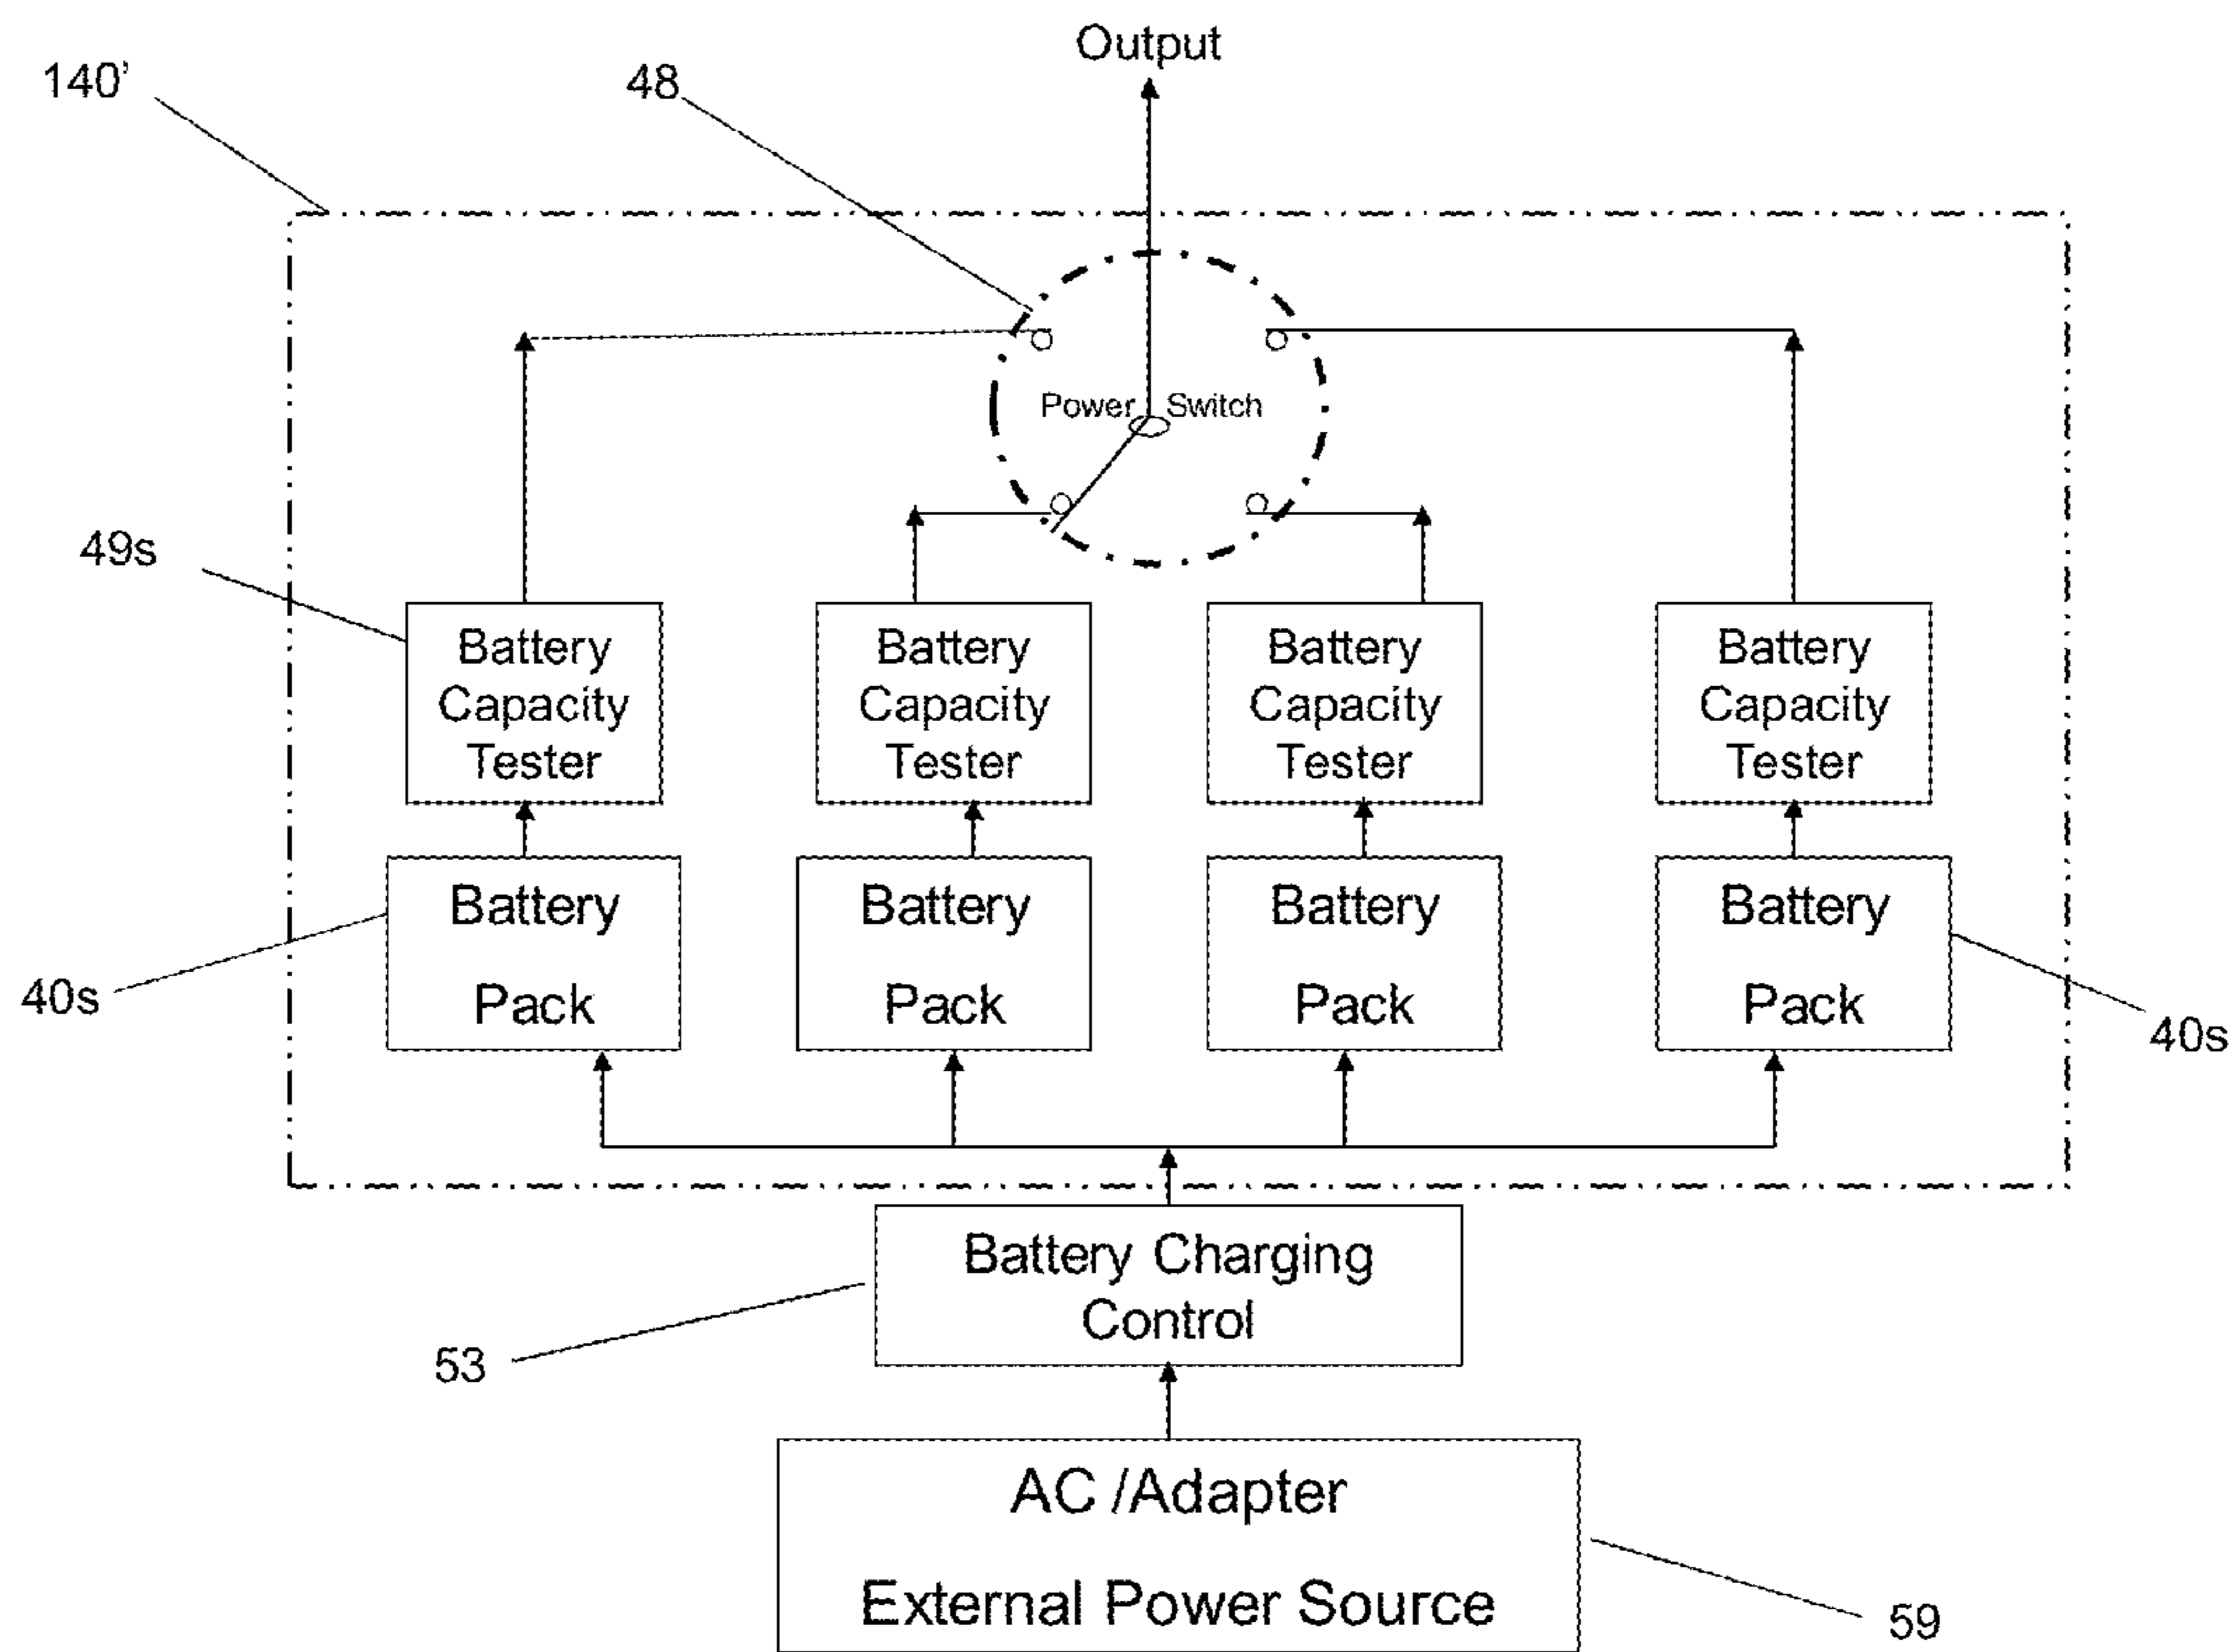 Output
140'
48
Power Switch
49s
Battery
Capacity
Tester
Battery
Capacity
Tester
Battery
Capacity
Tester
Battery
Capacity
Tester
Battery
Pack
Battery
Pack
Battery
Pack
Battery
Pack
40s
40s
Battery Charging
Control
53
AC /Adapter
External Power Source
59